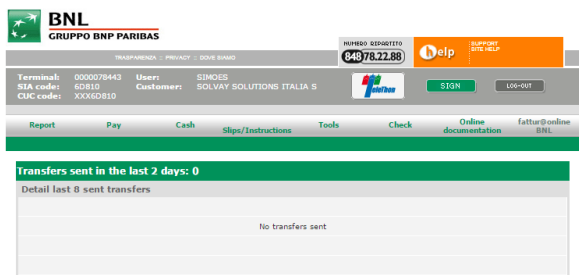 BNL
GRUPPO BNP PARIBAS
TRASPARENZA :: PRIVACY :: DOVE SIAMO
NUMERO RIPARTITO
848 78.22.88
help
SUPPORT
SITE HELP
Terminal: 0000078443 User: SIMOES
SIA code: 6D810 Customer: SOLVAY SOLUTIONS ITALIA S
CUC code: XXX6D810
Telethon
SIGN
LOG-OUT
Report Pay Cash Slips/Instructions Tools Check Online documentation fattur@online BNL
Transfers sent in the last 2 days: 0
Detail last 8 sent transfers
No transfers sent